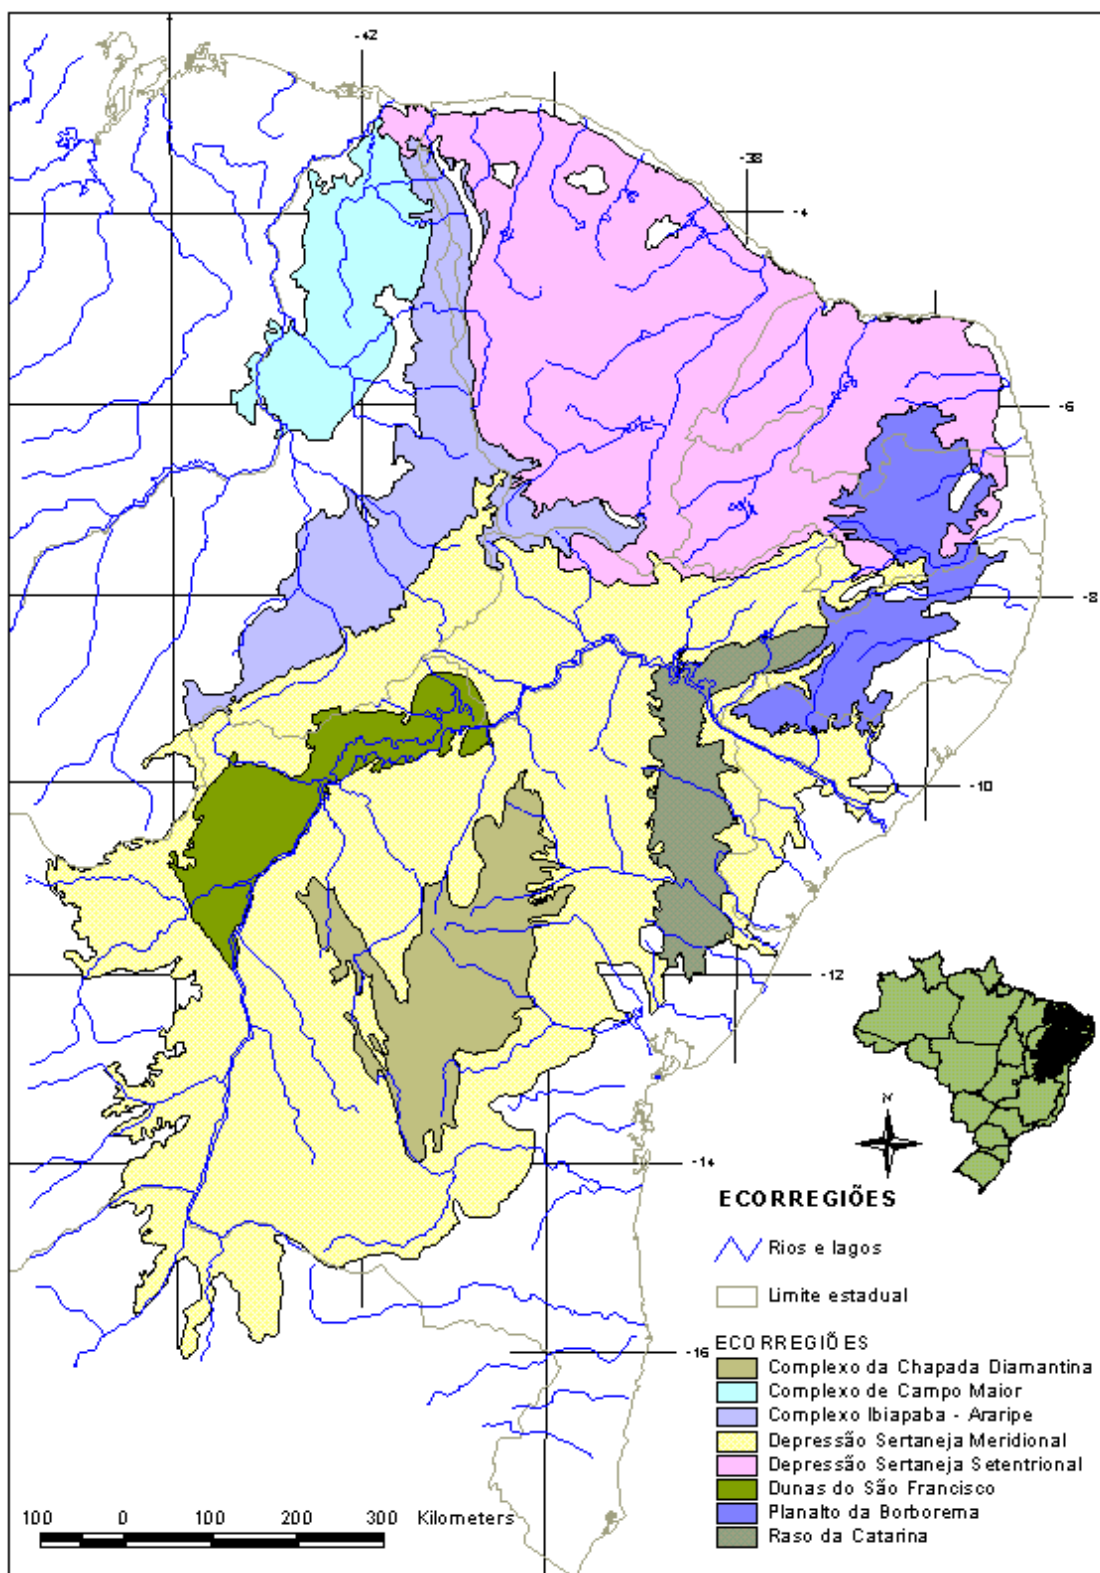 -42
-38
-4
-6
-8
-10
-12
-14
-16
N
ECORREGIÕES
Rios e lagos
Limite estadual
ECORREGIÕES
Complexo da Chapada Diamantina
Complexo de Campo Maior
Complexo Ibiapaba - Araripe
Depressão Sertaneja Meridional
Depressão Sertaneja Setentrional
Dunas do São Francisco
Planalto da Borborema
Raso da Catarina
100 0 100 200 300 Kilometers